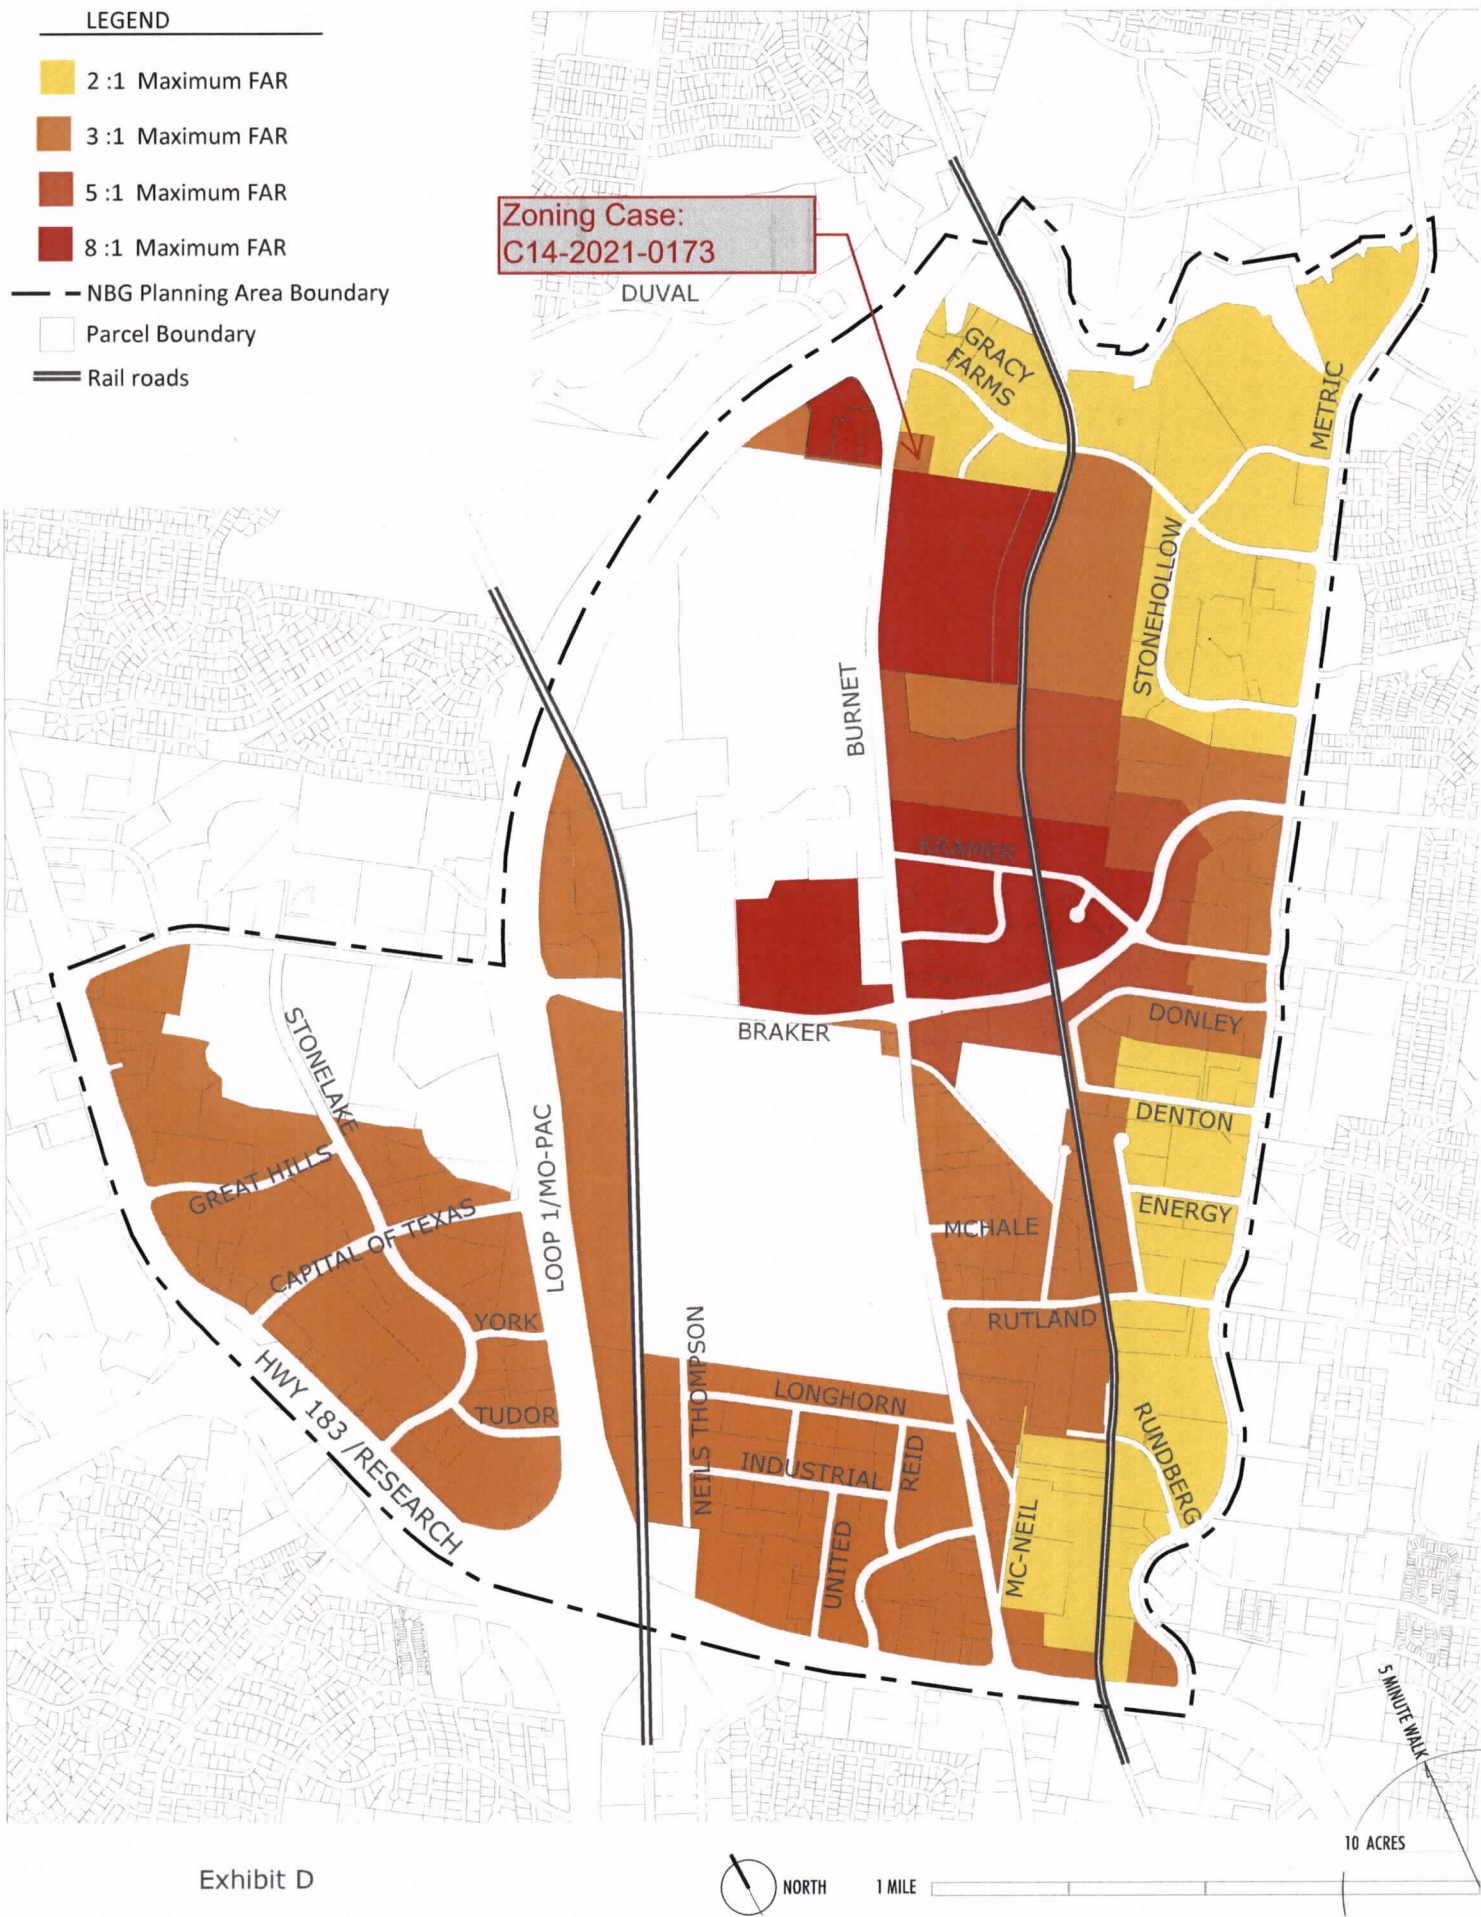 LEGEND
2 :1 Maximum FAR
3 :1 Maximum FAR
5 :1 Maximum FAR
8 :1 Maximum FAR
NBG Planning Area Boundary
Parcel Boundary
Rail roads
Zoning Case:
C14-2021-0173
DUVAL
GRACY
FARMS
METRIC
STONEHOLLOW
BURNET
KRAMER
BRAKER
DONLEY
STONELAKE
DENTON
GREAT HILLS
LOOP 1/MO-PAC
CAPITAL OF TEXAS
ENERGY
MCHALE
YORK
RUTLAND
HWY 183 /RESEARCH
NEILS THOMPSON
LONGHORN
TUDOR
INDUSTRIAL
REID
RUNDBERG
UNITED
MC-NEIL
5 MINUTE WALK
10 ACRES
Exhibit D
NORTH
1 MILE